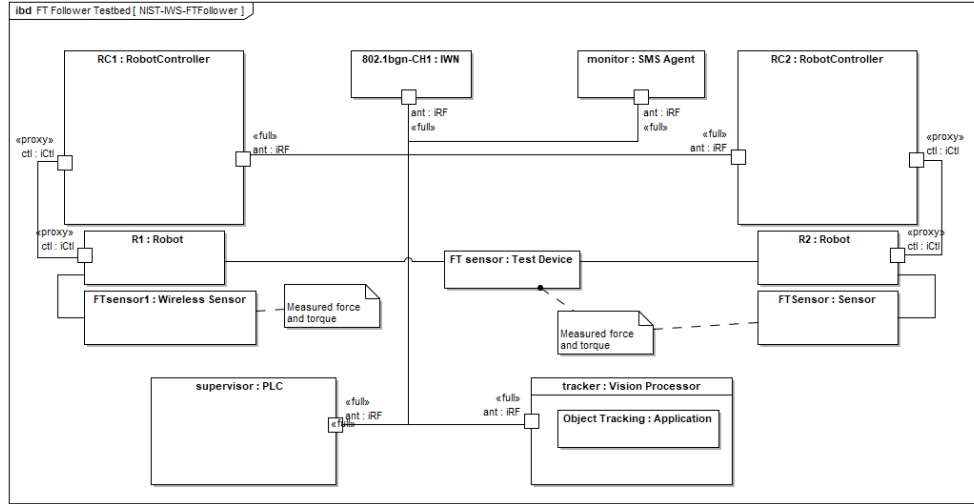 ibd FT Follower Testbed [ NIST-IWS-FTFollower ]
RC1 : RobotController
802.1bgn-CH1 : IWN
monitor : SMS Agent
RC2 : RobotController
ant : iRF
«full»
ant : iRF
«full»
«proxy»
ctl : iCtl
«full»
ant : iRF
«full»
ant : iRF
«proxy»
ctl : iCtl
«proxy»
ctl : iCtl
R1 : Robot
«proxy»
ctl : iCtl
R2 : Robot
FT sensor : Test Device
FTsensor1 : Wireless Sensor
Measured force
and torque
FTSensor : Sensor
Measured force
and torque
supervisor : PLC
«full»
ant : iRF
«full»
«full»
ant : iRF
tracker : Vision Processor
Object Tracking : Application